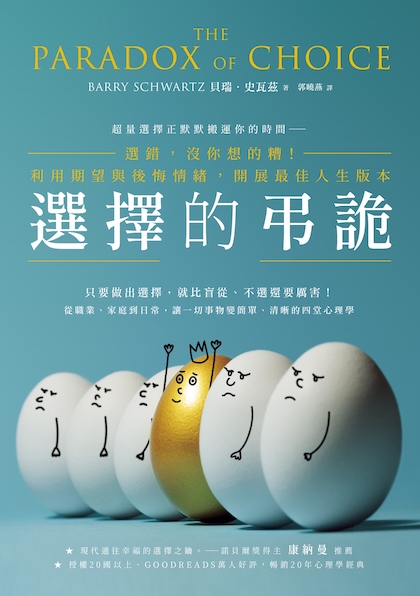 THE
PARADOX OF CHOICE
BARRY SCHWARTZ 貝瑞・史瓦茲 著 郭曉燕 譯
超量選擇正默默搬運你的時間——
選錯，沒你想的糟！
利用期望與後悔情緒，開展最佳人生版本
選擇的弔詭
只要做出選擇，就比盲從、不選還要厲害！
從職業、家庭到日常，讓一切事物變簡單、清晰的四堂心理學
★ 現代通往幸福的選擇之鑰。——諾貝爾獎得主 康納曼 推薦
★ 授權20國以上、GOODREADS萬人好評，暢銷20年心理學經典